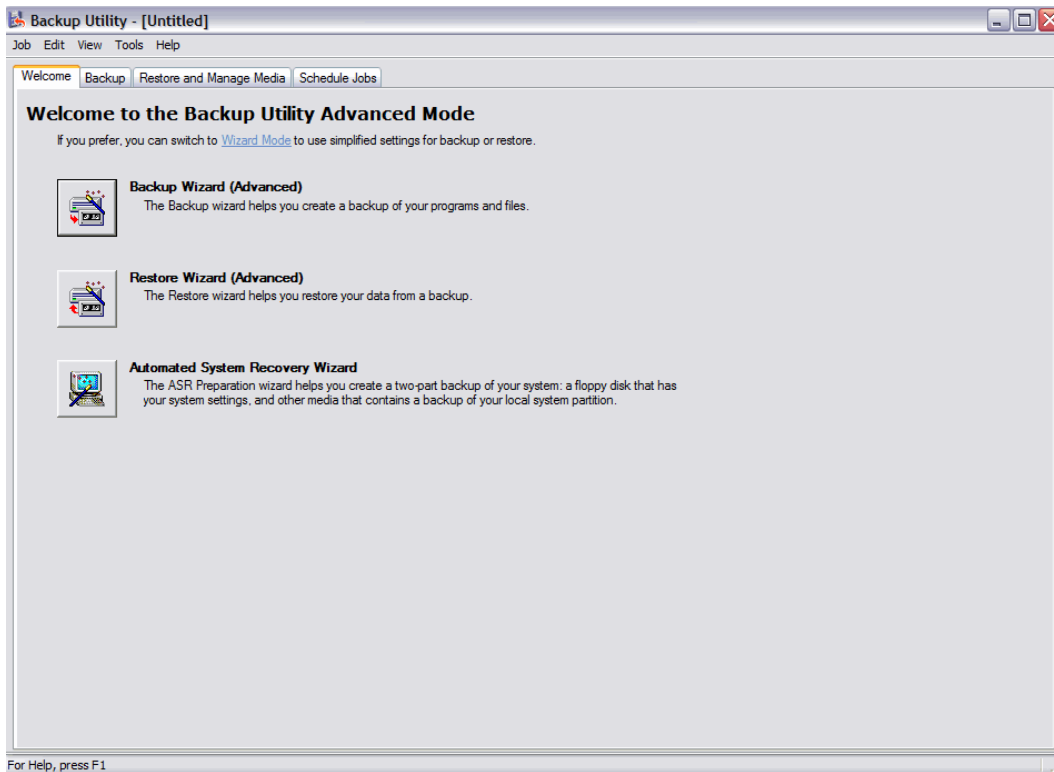 Backup Utility - [Untitled]
Job Edit View Tools Help
Welcome Backup Restore and Manage Media Schedule Jobs
Welcome to the Backup Utility Advanced Mode
If you prefer, you can switch to Wizard Mode to use simplified settings for backup or restore.
Backup Wizard (Advanced)
The Backup wizard helps you create a backup of your programs and files.
Restore Wizard (Advanced)
The Restore wizard helps you restore your data from a backup.
Automated System Recovery Wizard
The ASR Preparation wizard helps you create a two-part backup of your system: a floppy disk that has
your system settings, and other media that contains a backup of your local system partition.
For Help, press F1